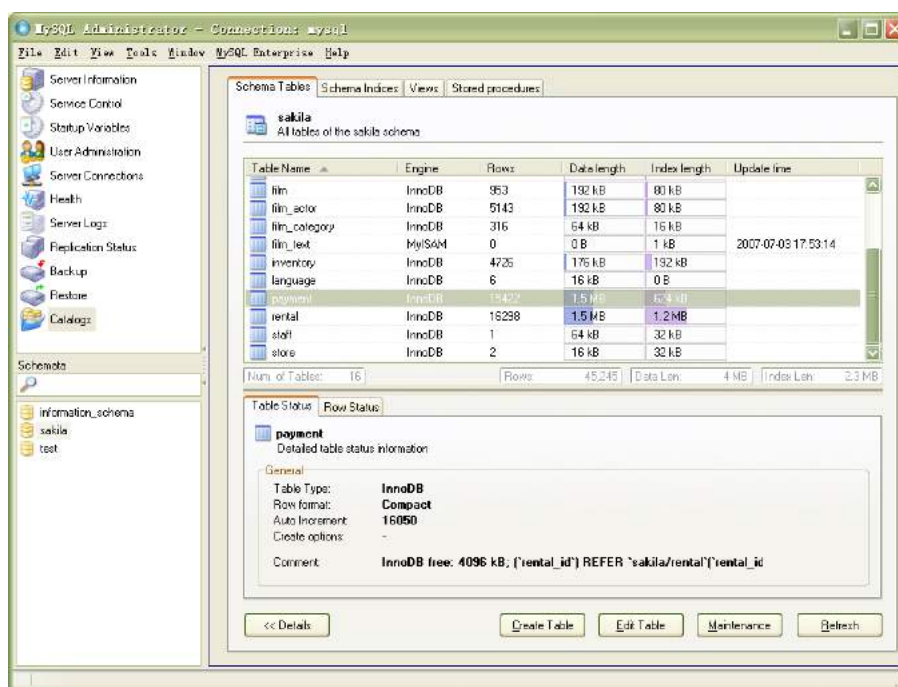 MySQL Administrator - Connection: mysql
File Edit View Tools Window MySQL Enterprise Help
Server Information
Service Control
Startup Variables
User Administration
Server Connections
Health
Server Logs
Replication Status
Backup
Restore
Catalogs
Schemata
information_schema
sakila
test
Schema Tables Schema Indices Views Stored procedures
sakila
All tables of the sakila schema
Table Name Engine Rows Data length Index length Update time
film InnoDB 953 192 kB 80 kB
film_actor InnoDB 5143 192 kB 80 kB
film_category InnoDB 316 64 kB 16 kB
film_text MyISAM 0 0 B 1 kB 2007-07-03 17:53:14
inventory InnoDB 4726 176 kB 192 kB
language InnoDB 6 16 kB 0 B
payment InnoDB 15422 1.5 MB 624 kB
rental InnoDB 16298 1.5 MB 1.2 MB
staff InnoDB 1 64 kB 32 kB
store InnoDB 2 16 kB 32 kB
Num. of Tables: 16 Rows: 45,245 Data Len: 4 MB Index Len: 2.3 MB
Table Status Row Status
payment
Detailed table status information
General
Table Type: InnoDB
Row format: Compact
Auto Increment: 16050
Create options: -
Comment: InnoDB free: 4096 kB; (`rental_id`) REFER `sakila/rental`(`rental_id
<< Details Create Table Edit Table Maintenance Refresh